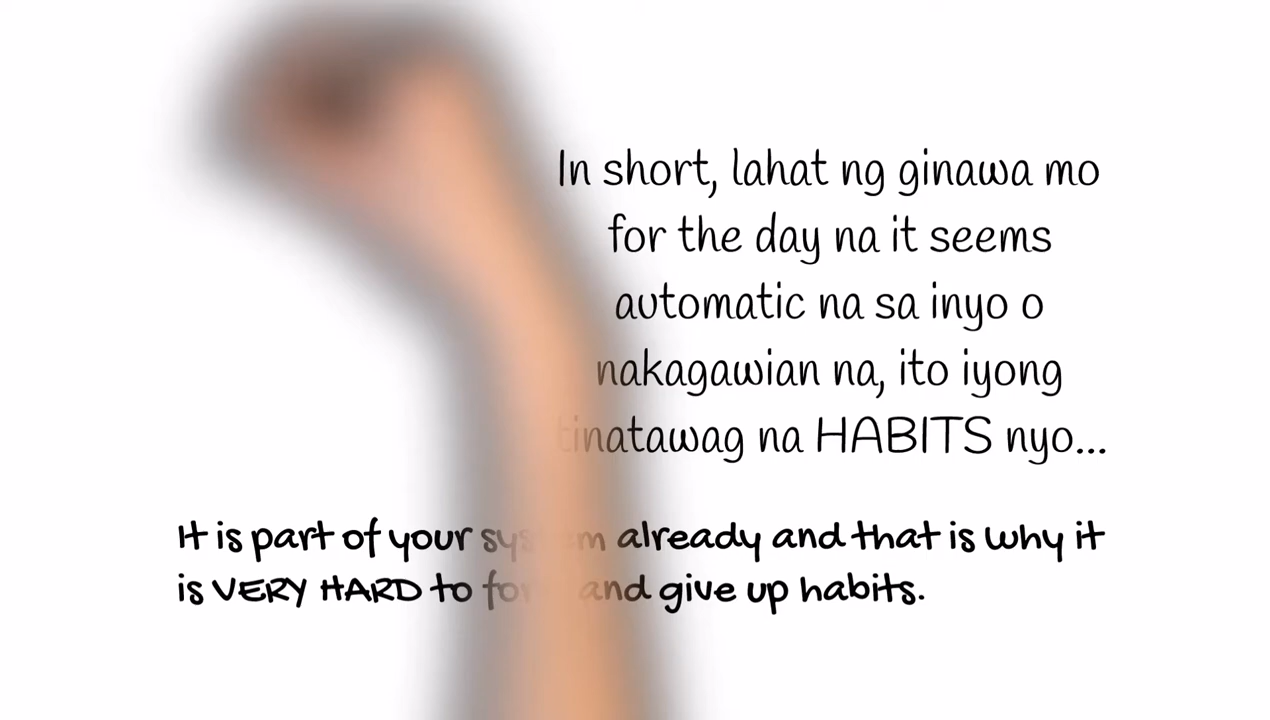 In short, lahat ng ginawa mo
for the day na it seems
automatic na sa inyo o
nakagawian na, ito iyong
tinatawag na HABITS nyo...
It is part of your system already and that is why it
is VERY HARD to and give up habits.